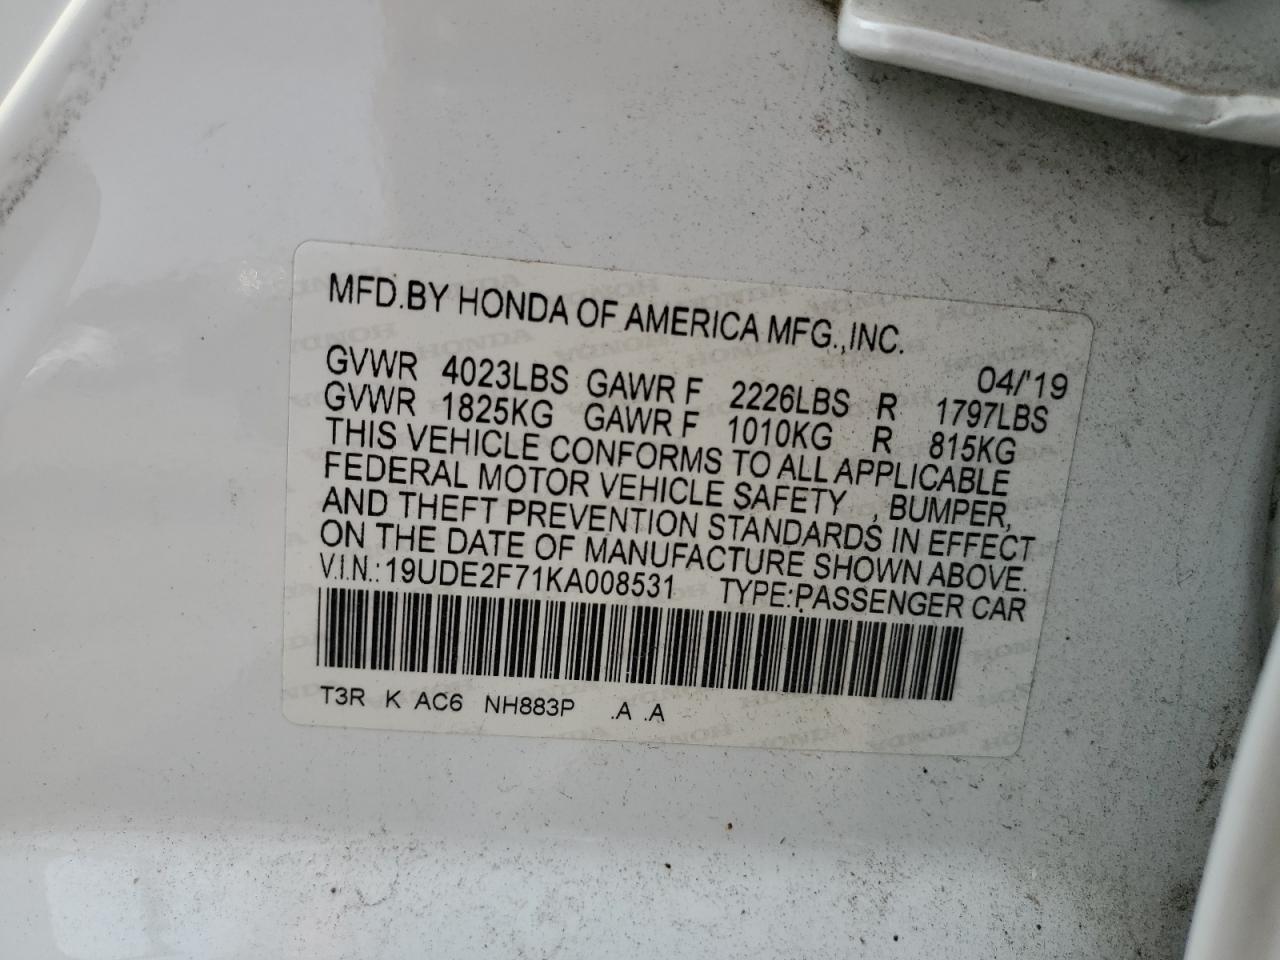 MFD.BY HONDA OF AMERICA MFG.,INC.
04/'19
GVWR 4023LBS GAWR F 2226LBS R 1797LBS
GVWR 1825KG GAWR F 1010KG R 815KG
THIS VEHICLE CONFORMS TO ALL APPLICABLE
FEDERAL MOTOR VEHICLE SAFETY , BUMPER,
AND THEFT PREVENTION STANDARDS IN EFFECT
ON THE DATE OF MANUFACTURE SHOWN ABOVE.
V.I.N.:19UDE2F71KA008531 TYPE:PASSENGER CAR
T3R K AC6 NH883P .A .A